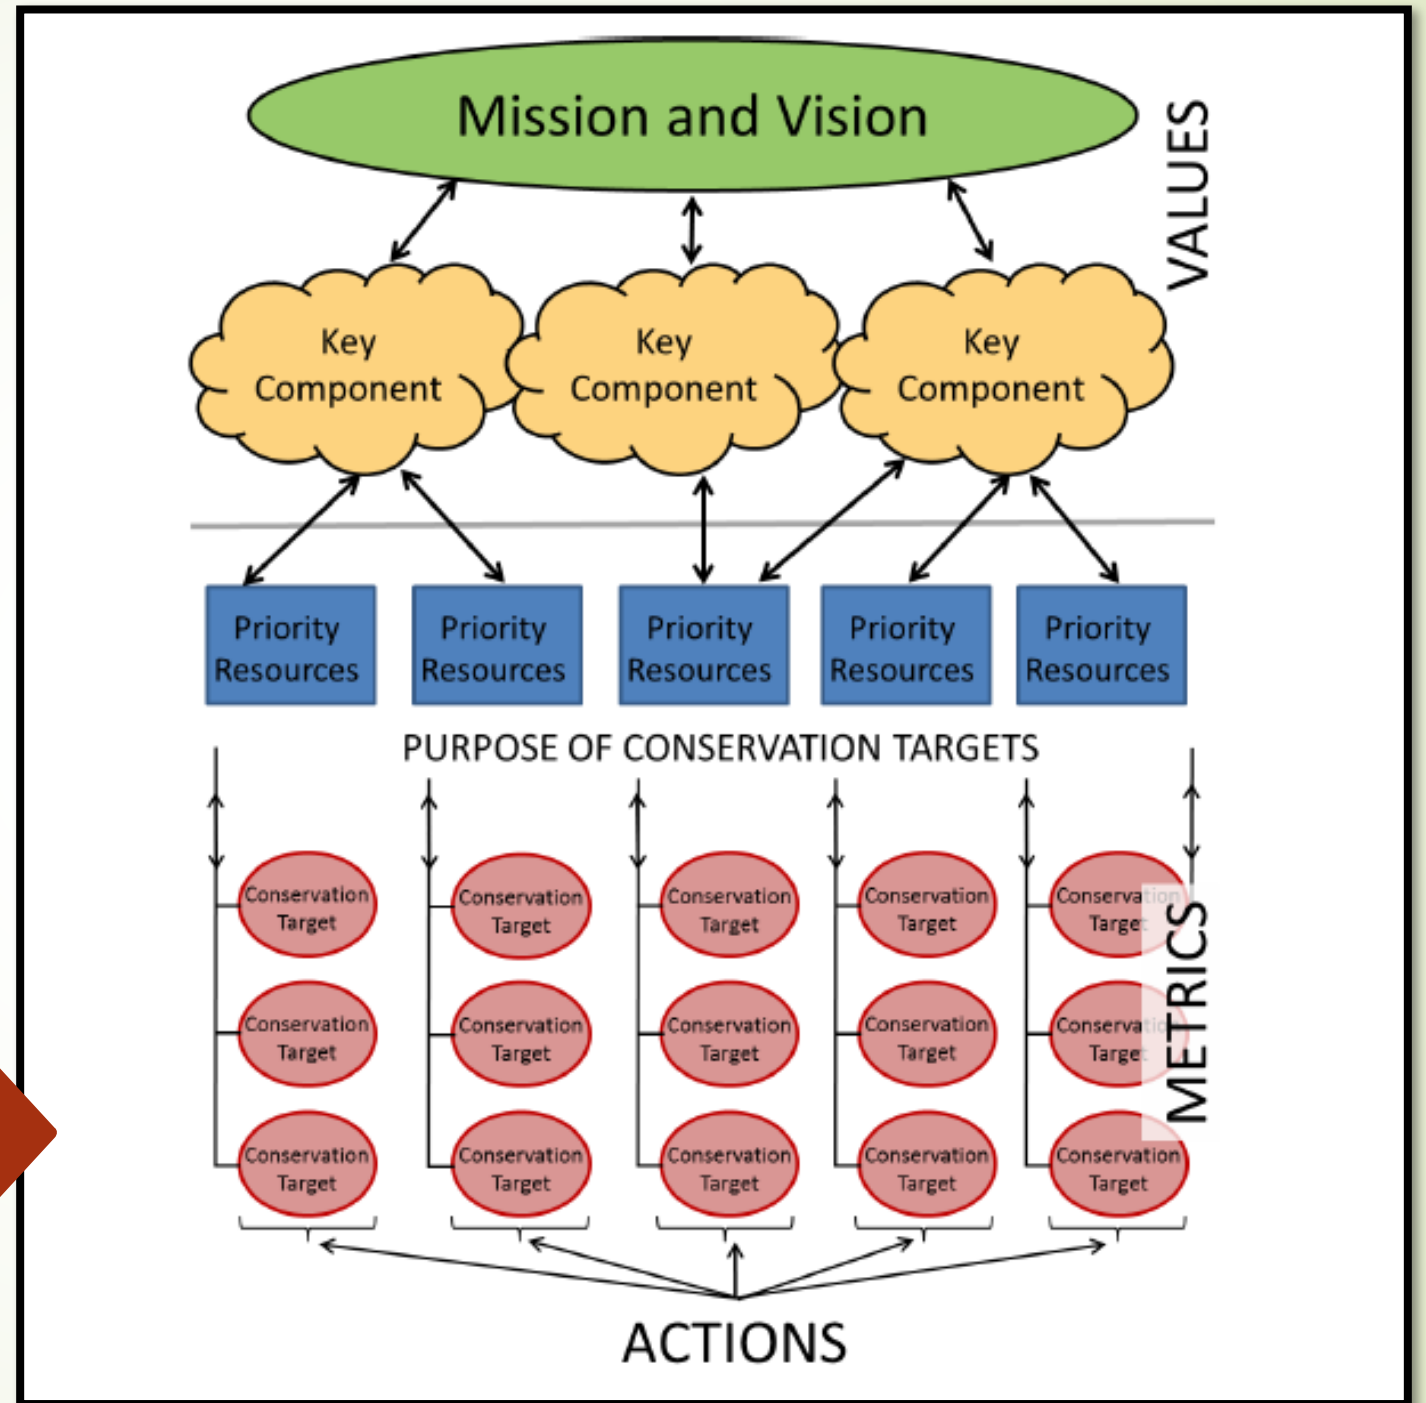 Mission and Vision
VALUES
Key
Component
Key
Component
Key
Component
Priority
Resources
Priority
Resources
Priority
Resources
Priority
Resources
Priority
Resources
PURPOSE OF CONSERVATION TARGETS
Conservation
Target
Conservation
Target
Conservation
Target
Conservation
Target
Conservation
Target
METRICS
Conservation
Target
Conservation
Target
Conservation
Target
Conservation
Target
Conservation
Target
Conservation
Target
Conservation
Target
Conservation
Target
Conservation
Target
Conservation
Target
ACTIONS